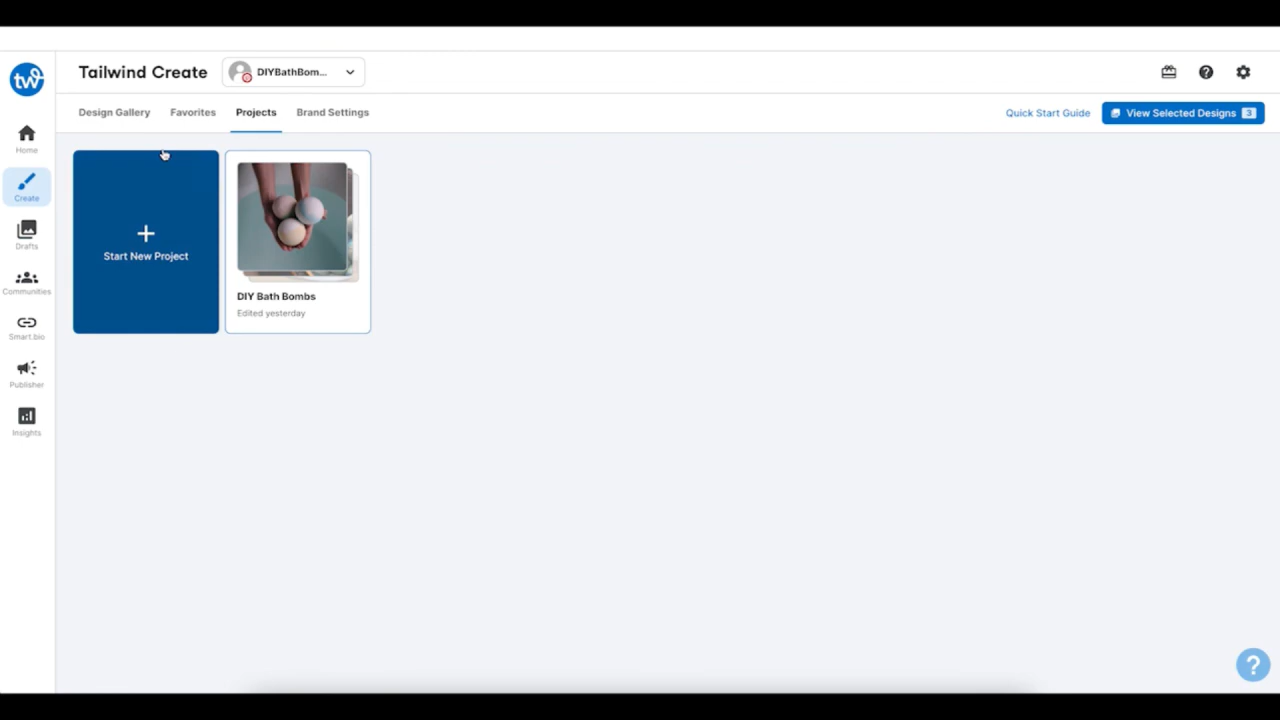 tw
Tailwind Create
DIYBathBom...
Design Gallery
Favorites
Projects
Brand Settings
Quick Start Guide
View Selected Designs 3
Home
Create
Drafts
Communities
Smart.bio
Publisher
Insights
+
Start New Project
DIY Bath Bombs
Edited yesterday
?